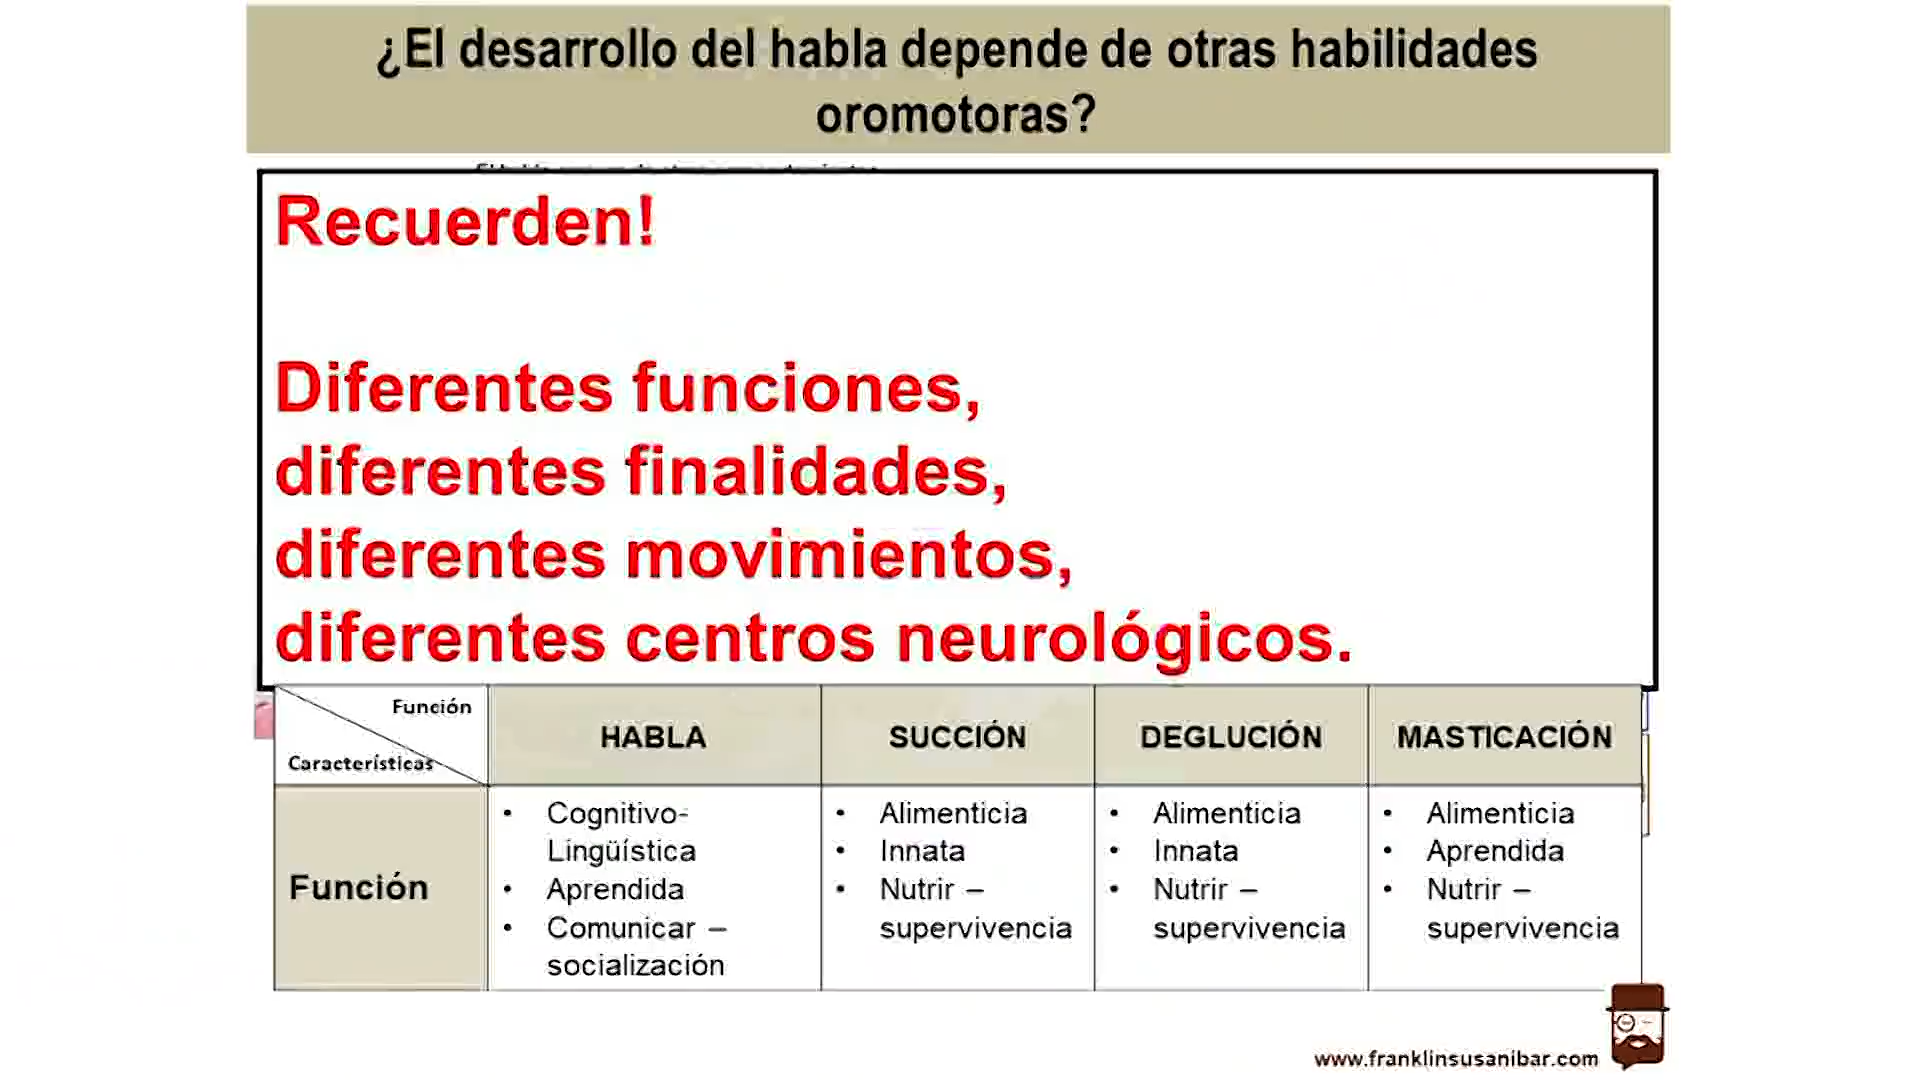 ¿El desarrollo del habla depende de otras habilidades
oromotoras?
Recuerden!
Diferentes funciones,
diferentes finalidades,
diferentes movimientos,
diferentes centros neurológicos.
Función
Características
HABLA
SUCCIÓN
DEGLUCIÓN
MASTICACIÓN
Función
• Cognitivo-
Lingüística
• Aprendida
• Comunicar –
socialización
• Alimenticia
• Innata
• Nutrir –
supervivencia
• Alimenticia
• Innata
• Nutrir –
supervivencia
• Alimenticia
• Aprendida
• Nutrir –
supervivencia
www.franklinsusanibar.com